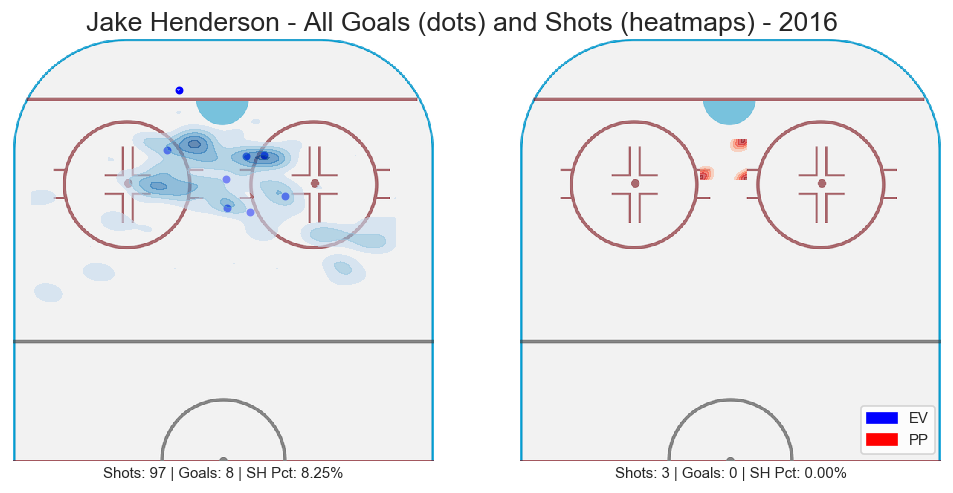 Jake Henderson - All Goals (dots) and Shots (heatmaps) - 2016
EV
PP
Shots: 97 | Goals: 8 | SH Pct: 8.25%
Shots: 3 | Goals: 0 | SH Pct: 0.00%